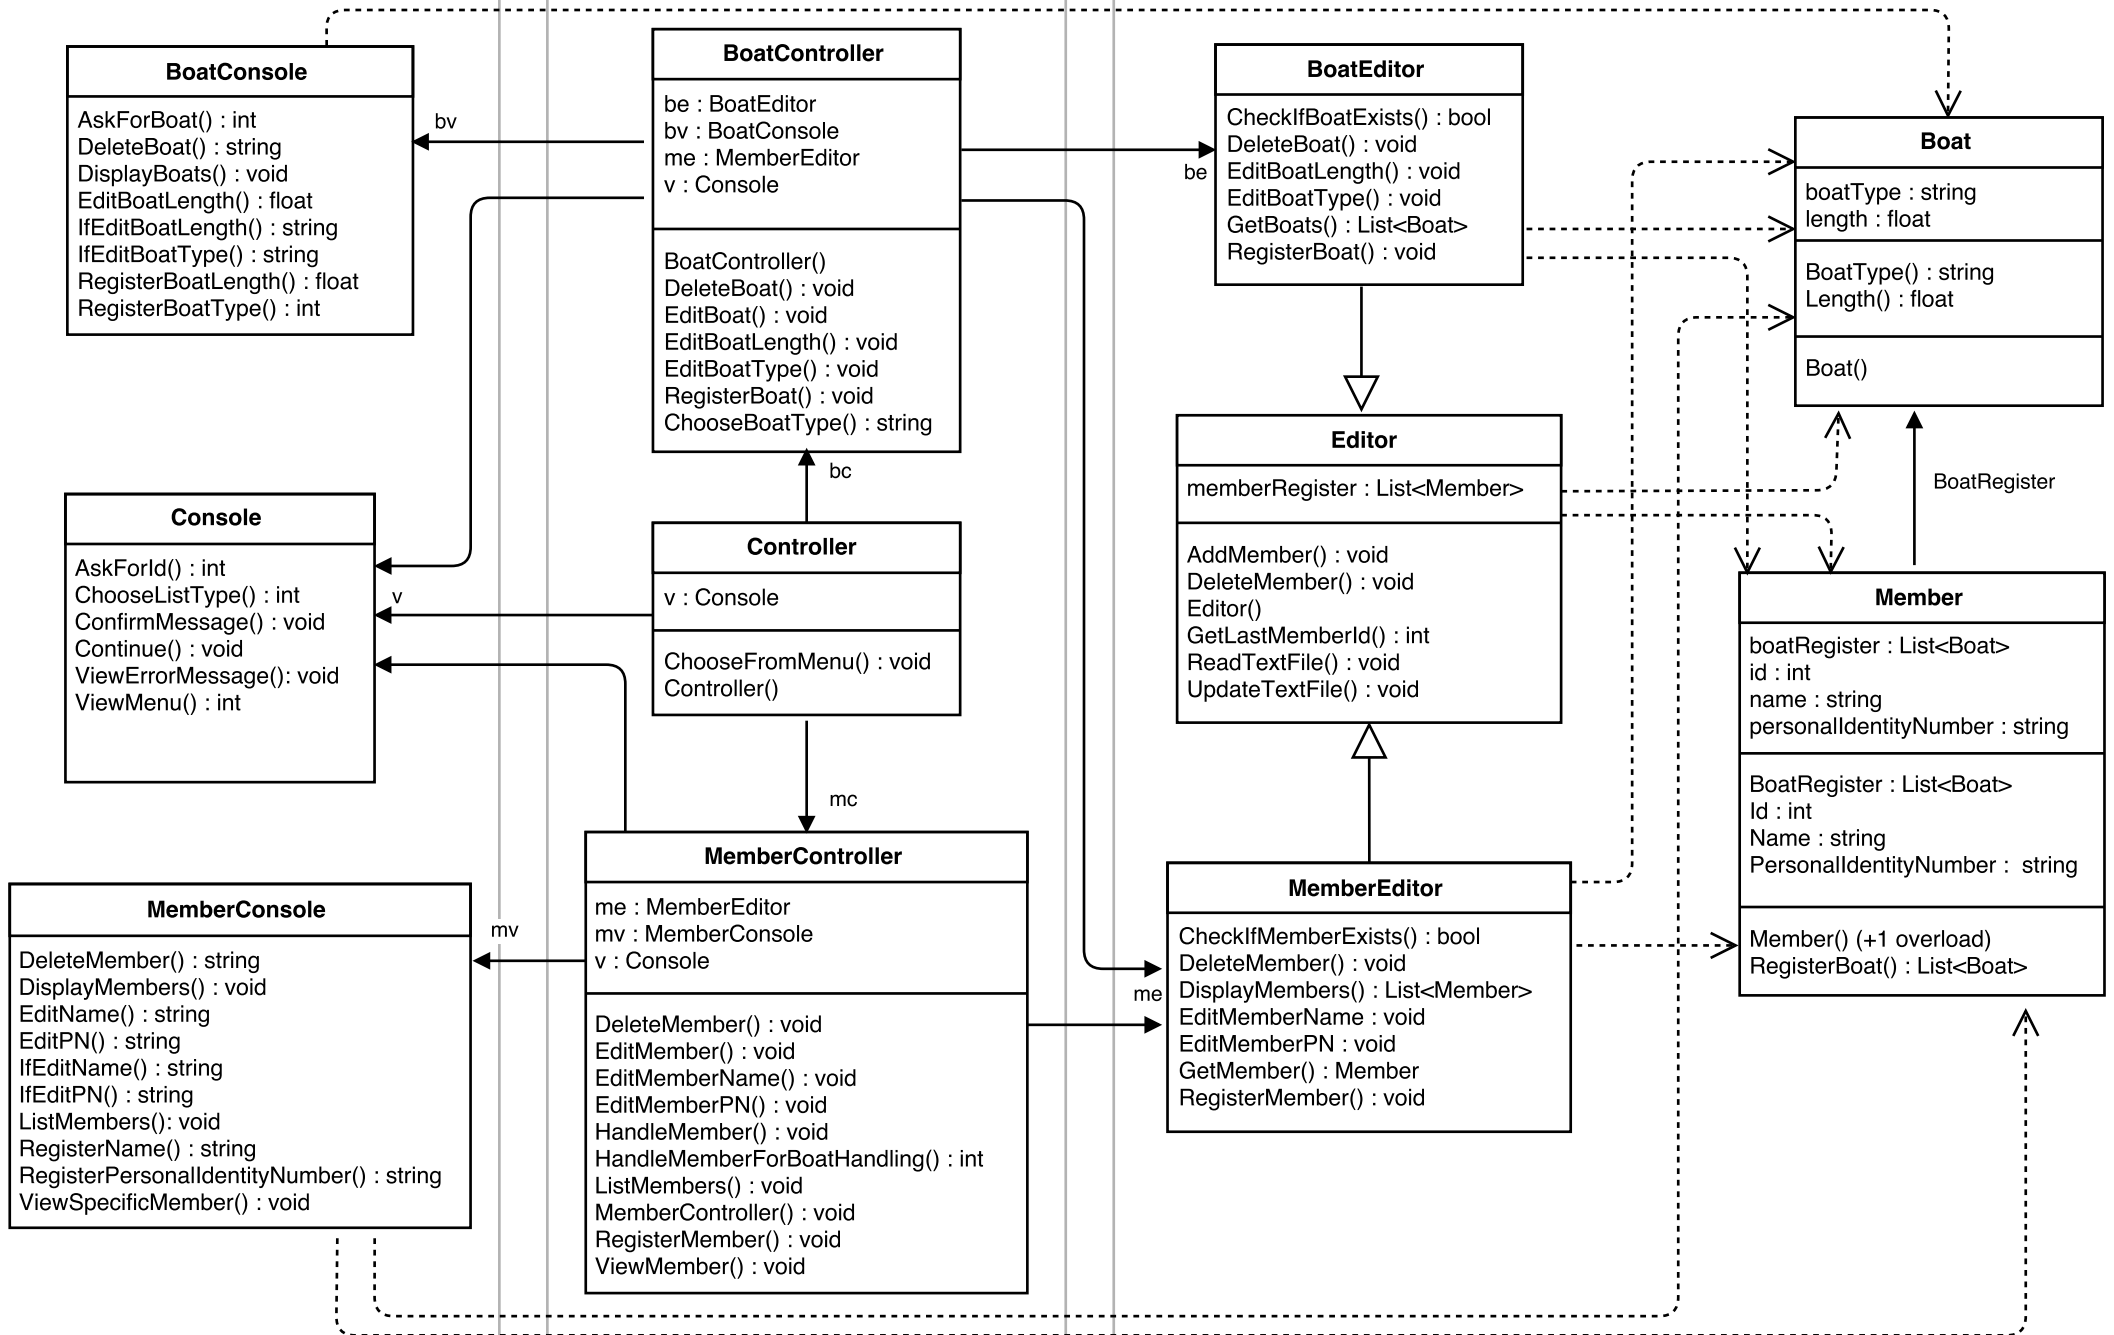 BoatConsole
AskForBoat() : int
DeleteBoat() : string
DisplayBoats() : void
EditBoatLength() : float
IfEditBoatLength() : string
IfEditBoatType() : string
RegisterBoatLength() : float
RegisterBoatType() : int
bv
BoatController
be : BoatEditor
bv : BoatConsole
me : MemberEditor
v : Console
BoatController()
DeleteBoat() : void
EditBoat() : void
EditBoatLength() : void
EditBoatType() : void
RegisterBoat() : void
ChooseBoatType() : string
be
BoatEditor
CheckIfBoatExists() : bool
DeleteBoat() : void
EditBoatLength() : void
EditBoatType() : void
GetBoats() : List<Boat>
RegisterBoat() : void
Boat
boatType : string
length : float
BoatType() : string
Length() : float
Boat()
bc
BoatRegister
Console
AskForId() : int
ChooseListType() : int
ConfirmMessage() : void
Continue() : void
ViewErrorMessage(): void
ViewMenu() : int
v
Controller
v : Console
ChooseFromMenu() : void
Controller()
mc
Editor
memberRegister : List<Member>
AddMember() : void
DeleteMember() : void
Editor()
GetLastMemberId() : int
ReadTextFile() : void
UpdateTextFile() : void
Member
boatRegister : List<Boat>
id : int
name : string
personalIdentityNumber : string
BoatRegister : List<Boat>
Id : int
Name : string
PersonalIdentityNumber :  string
Member() (+1 overload)
RegisterBoat() : List<Boat>
MemberConsole
DeleteMember() : string
DisplayMembers() : void
EditName() : string
EditPN() : string
IfEditName() : string
IfEditPN() : string
ListMembers(): void
RegisterName() : string
RegisterPersonalIdentityNumber() : string
ViewSpecificMember() : void
mv
MemberController
me : MemberEditor
mv : MemberConsole
v : Console
DeleteMember() : void
EditMember() : void
EditMemberName() : void
EditMemberPN() : void
HandleMember() : void
HandleMemberForBoatHandling() : int
ListMembers() : void
MemberController() : void
RegisterMember() : void
ViewMember() : void
me
MemberEditor
CheckIfMemberExists() : bool
DeleteMember() : void
DisplayMembers() : List<Member>
EditMemberName : void
EditMemberPN : void
GetMember() : Member
RegisterMember() : void